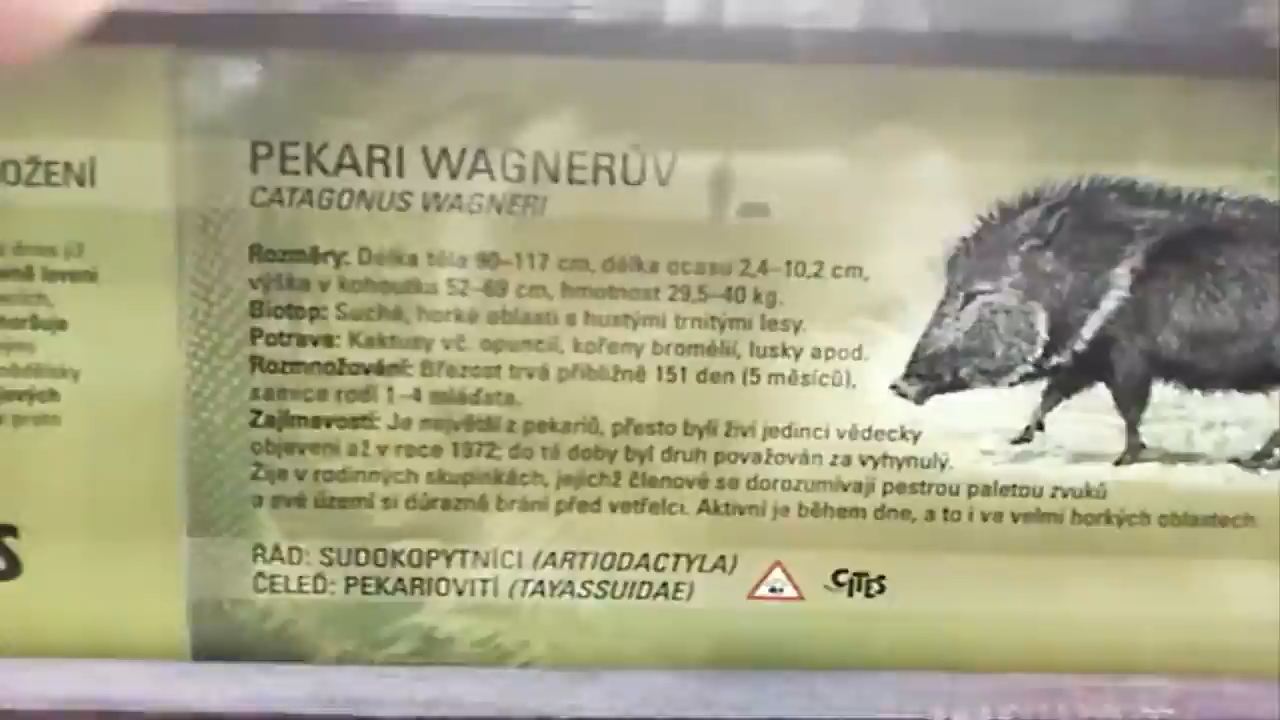 OŽENÍ
PEKARI WAGNERŮV
CATAGONUS WAGNERI
Rozměry: Délka těla 90–117 cm, délka ocasu 2,4–10,2 cm,
výška v kohoutku 52–69 cm, hmotnost 29,5–40 kg.
Biotop: Suché, horké oblasti s hustými trnitými lesy.
Potrava: Kaktusy vč. opuncií, kořeny bromélií, lusky apod.
Rozmnožování: Březost trvá přibližně 151 den (5 měsíců),
samice rodí 1–4 mláďata.
Zajímavosti: Je největší z pekariů, přesto byli živí jedinci vědecky
objeveni až v roce 1972; do té doby byl druh považován za vyhynulý.
Žije v rodinných skupinkách, jejichž členové se dorozumívají pestrou paletou zvuků
a své území si důrazně brání před vetřelci. Aktivní je během dne, a to i ve velmi horkých oblastech.
ŘÁD: SUDOKOPYTNÍCI (ARTIODACTYLA)
ČELEĎ: PEKARIOVITÍ (TAYASSUIDAE)
CITES